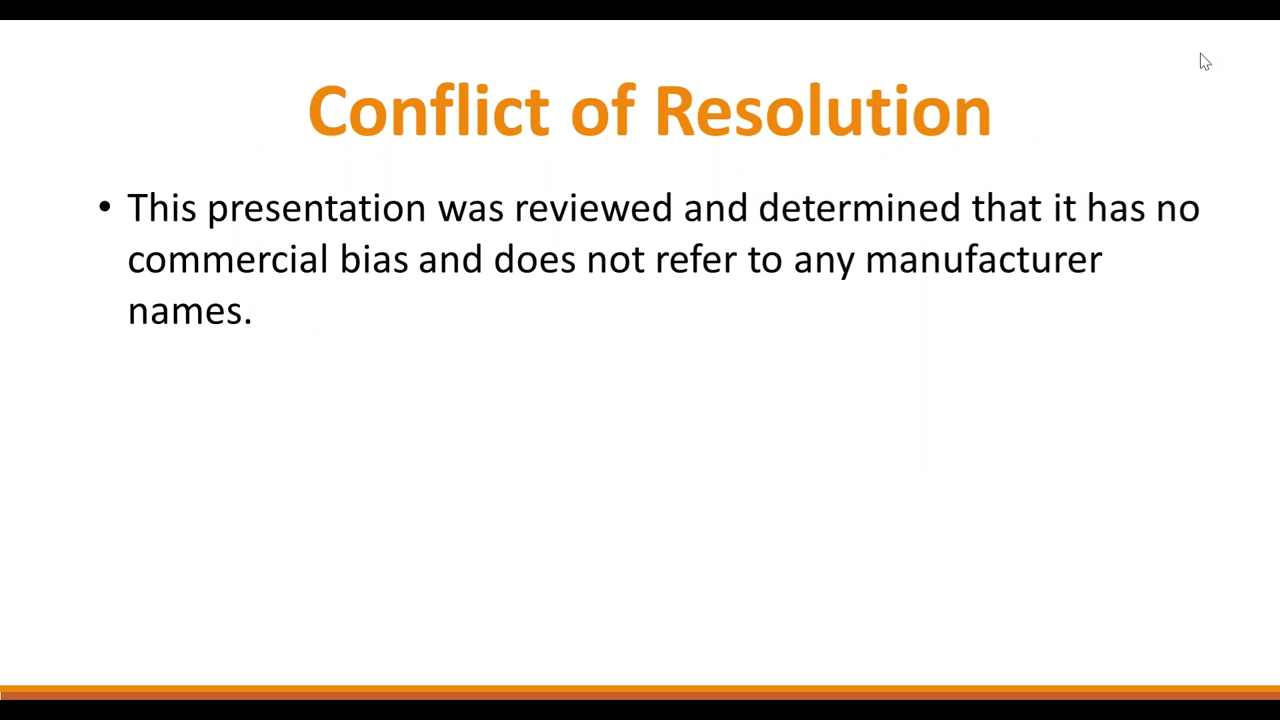 Conflict of Resolution
• This presentation was reviewed and determined that it has no
commercial bias and does not refer to any manufacturer
names.